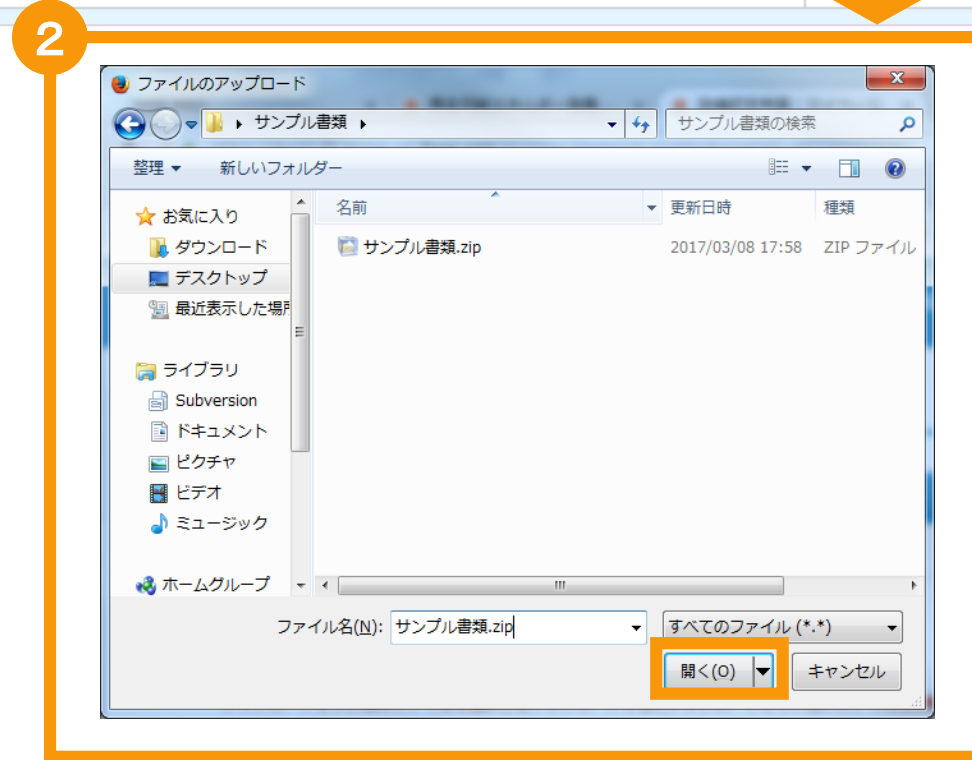 2
ファイルのアップロード
サンプル書類
サンプル書類の検索
整理 新しいフォルダー
名前 更新日時 種類
お気に入り
ダウンロード
デスクトップ
最近表示した場所
サンプル書類.zip 2017/03/08 17:58 ZIP ファイル
ライブラリ
Subversion
ドキュメント
ピクチャ
ビデオ
ミュージック
ホームグループ
ファイル名(N): サンプル書類.zip すべてのファイル (*.*)
開く(O) キャンセル